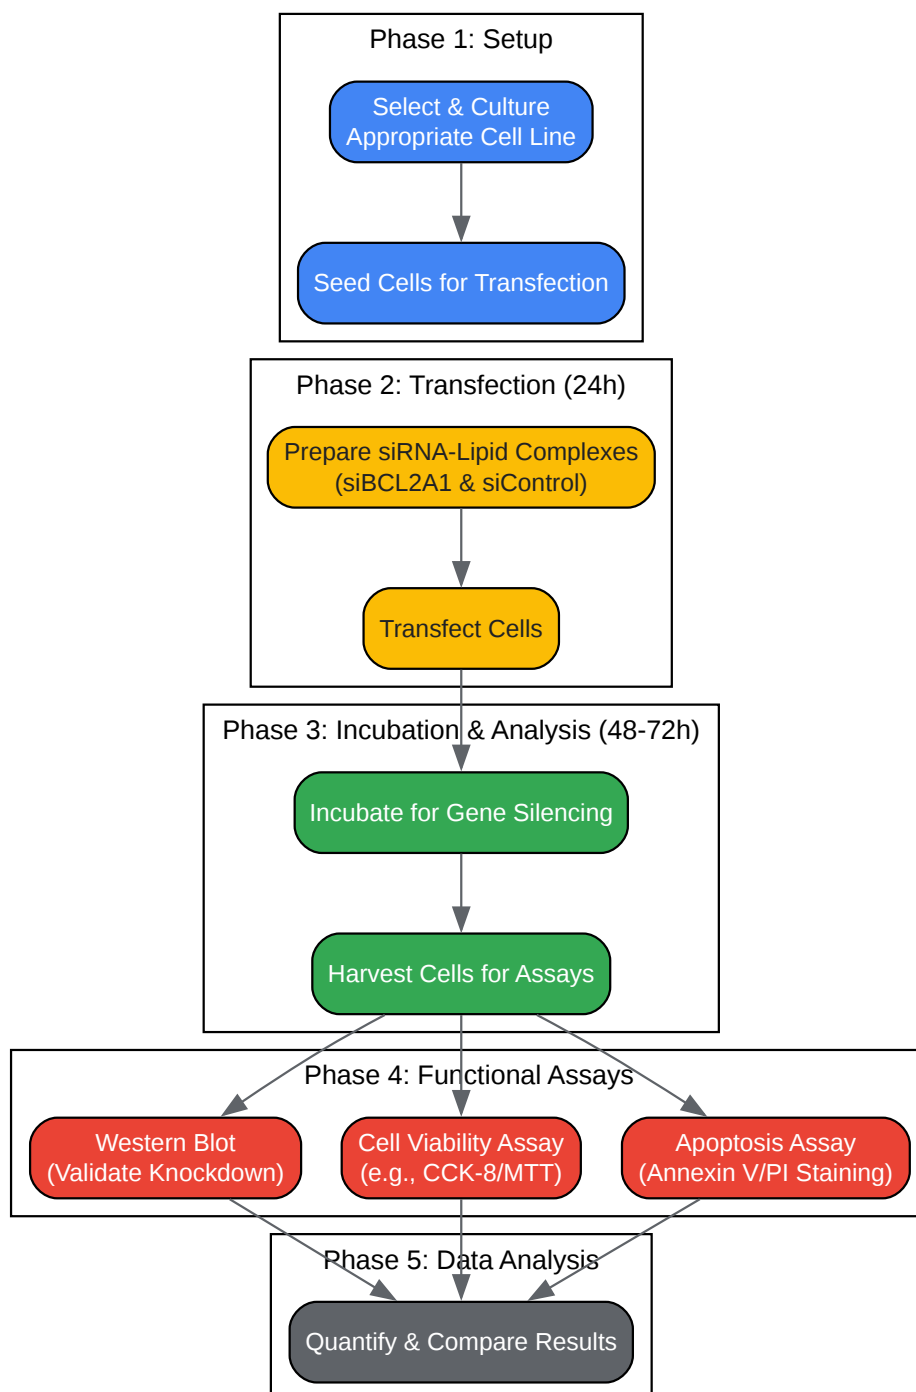 Phase 1: Setup
Select & Culture
Appropriate Cell Line
Seed Cells for Transfection
Phase 2: Transfection (24h)
Prepare siRNA-Lipid Complexes
(siBCL2A1 & siControl)
Transfect Cells
Phase 3: Incubation & Analysis (48-72h)
Incubate for Gene Silencing
Harvest Cells for Assays
Phase 4: Functional Assays
Western Blot
(Validate Knockdown)
Cell Viability Assay
(e.g., CCK-8/MTT)
Apoptosis Assay
(Annexin V/PI Staining)
Phase 5: Data Analysis
Quantify & Compare Results